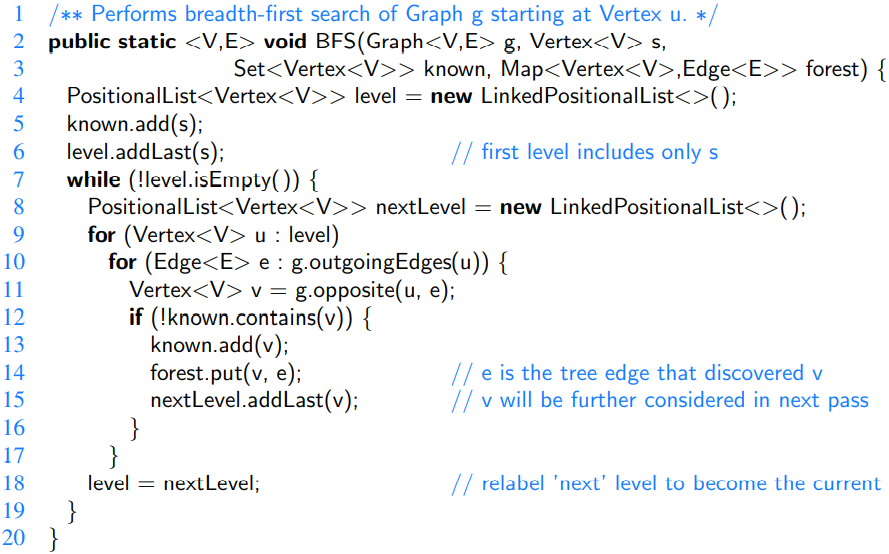 1 /** Performs breadth-first search of Graph g starting at Vertex u. */
2 public static <V,E> void BFS(Graph<V,E> g, Vertex<V> s,
3 Set<Vertex<V>> known, Map<Vertex<V>,Edge<E>> forest) {
4 PositionalList<Vertex<V>> level = new LinkedPositionalList<>();
5 known.add(s);
6 level.addLast(s); // first level includes only s
7 while (!level.isEmpty()) {
8 PositionalList<Vertex<V>> nextLevel = new LinkedPositionalList<>();
9 for (Vertex<V> u : level)
10 for (Edge<E> e : g.outgoingEdges(u)) {
11 Vertex<V> v = g.opposite(u, e);
12 if (!known.contains(v)) {
13 known.add(v);
14 forest.put(v, e); // e is the tree edge that discovered v
15 nextLevel.addLast(v); // v will be further considered in next pass
16 }
17 }
18 level = nextLevel; // relabel 'next' level to become the current
19 }
20 }